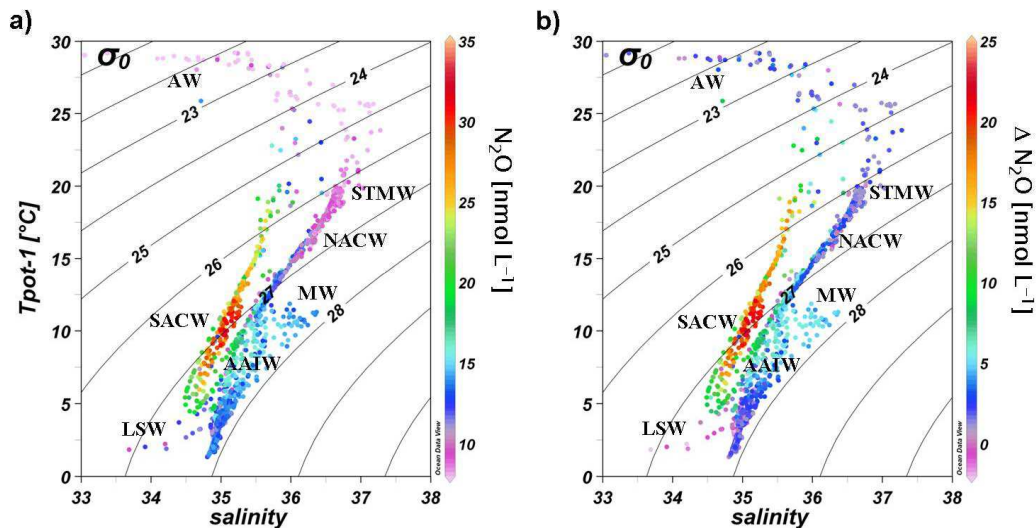 a)
σ0
30
25
20
15
10
5
0
Tpot-1 [°C]
33
34
35
36
37
38
salinity
AW
23
24
25
26
27
28
STMW
NACW
MW
SACW
AAIW
LSW
Ocean Data View
35
30
25
20
15
10
N2O [nmol L⁻¹]
b)
σ0
30
25
20
15
10
5
0
33
34
35
36
37
38
salinity
AW
23
24
25
26
27
28
STMW
NACW
MW
SACW
AAIW
LSW
Ocean Data View
25
20
15
10
5
0
Δ N2O [nmol L⁻¹]